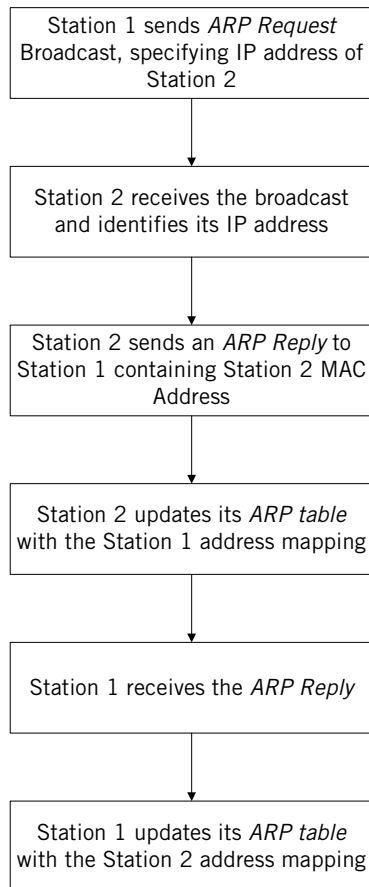 Station 1 sends ARP Request
Broadcast, specifying IP address of
Station 2
Station 2 receives the broadcast
and identifies its IP address
Station 2 sends an ARP Reply to
Station 1 containing Station 2 MAC
Address
Station 2 updates its ARP table
with the Station 1 address mapping
Station 1 receives the ARP Reply
Station 1 updates its ARP table
with the Station 2 address mapping